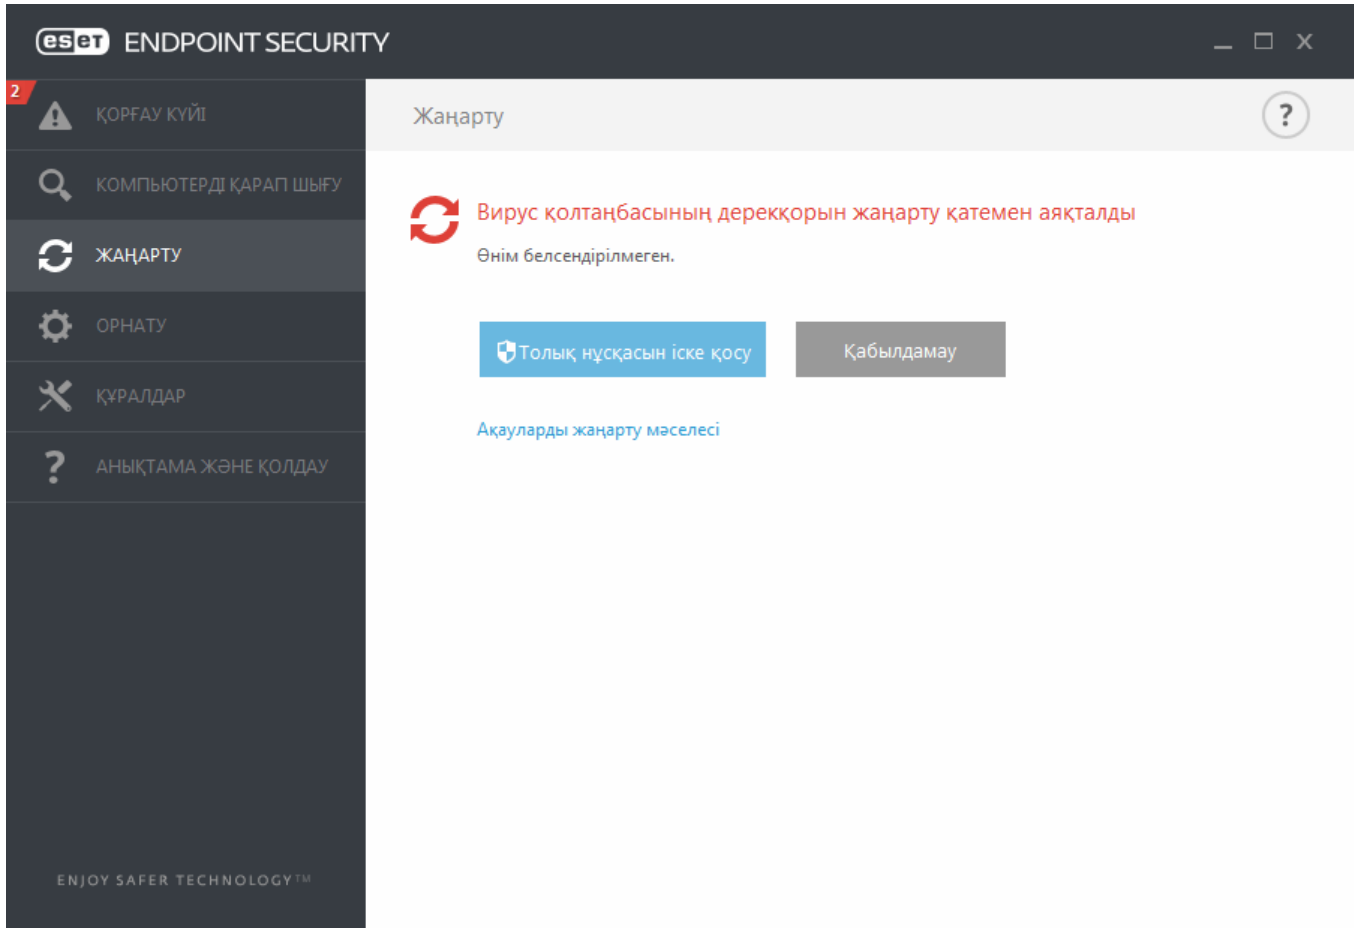 eset ENDPOINT SECURITY
2
ҚОРҒАУ КҮЙІ
КОМПЬЮТЕРДІ ҚАРАП ШЫҒУ
ЖАҢАРТУ
ОРНАТУ
ҚҰРАЛДАР
АНЫҚТАМА ЖӘНЕ ҚОЛДАУ
ENJOY SAFER TECHNOLOGY™
Жаңарту
?
Вирус қолтаңбасының дерекқорын жаңарту қатемен аяқталды
Өнім белсендірілмеген.
Толық нұсқасын іске қосу
Қабылдамау
Ақауларды жаңарту мәселесі